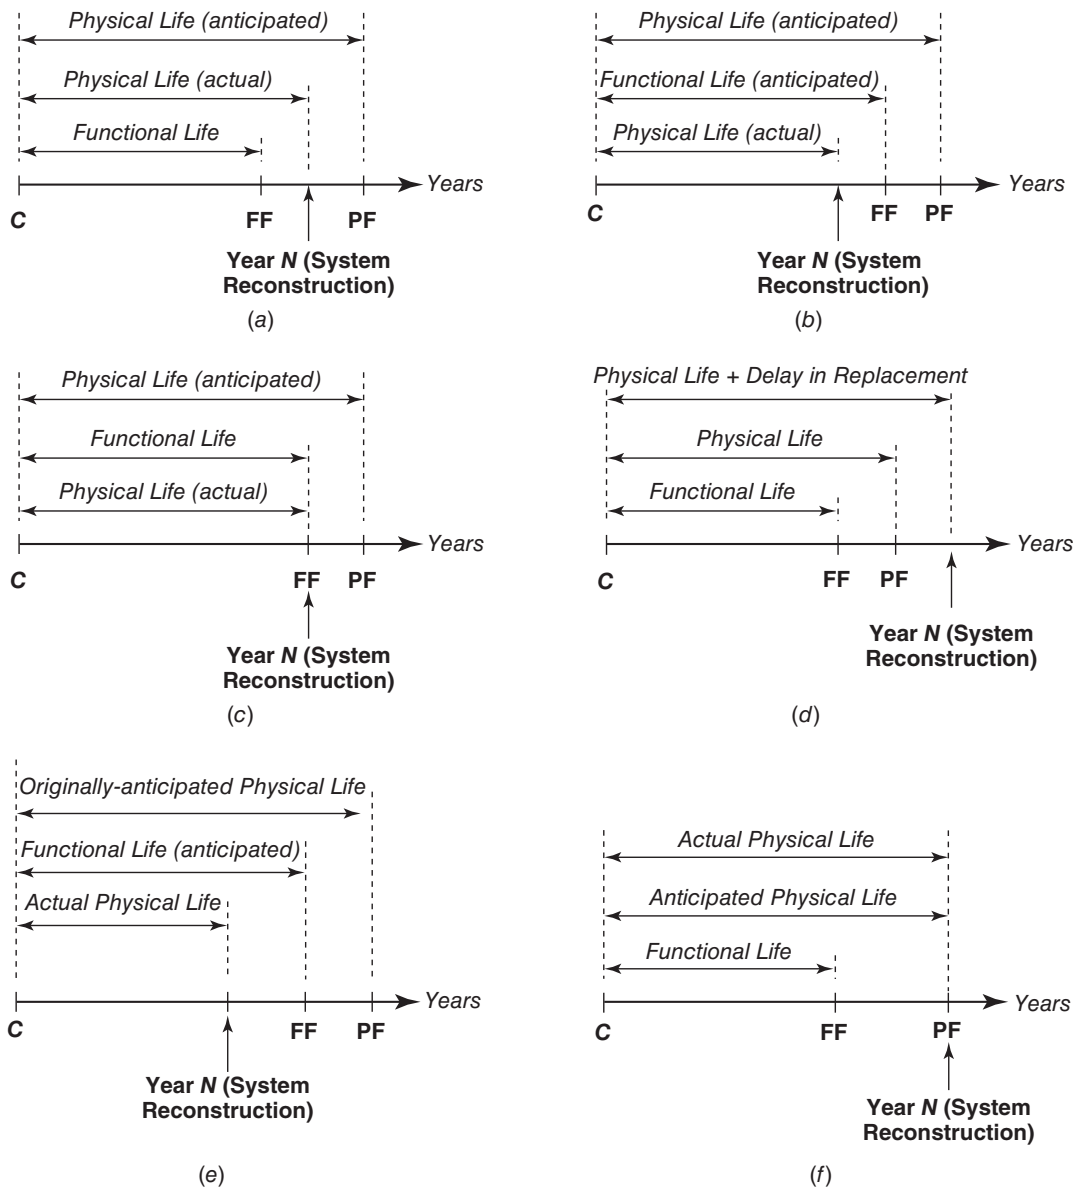 Physical Life (anticipated)
Physical Life (actual)
Functional Life
Years
C
FF
PF
Year N (System
Reconstruction)
(a)
Physical Life (anticipated)
Functional Life (anticipated)
Physical Life (actual)
Years
C
FF
PF
Year N (System
Reconstruction)
(b)
Physical Life (anticipated)
Functional Life
Physical Life (actual)
Years
C
FF
PF
Year N (System
Reconstruction)
(c)
Physical Life + Delay in Replacement
Physical Life
Functional Life
Years
C
FF
PF
Year N (System
Reconstruction)
(d)
Originally-anticipated Physical Life
Functional Life (anticipated)
Actual Physical Life
Years
C
FF
PF
Year N (System
Reconstruction)
(e)
Actual Physical Life
Anticipated Physical Life
Functional Life
Years
C
FF
PF
Year N (System
Reconstruction)
(f)